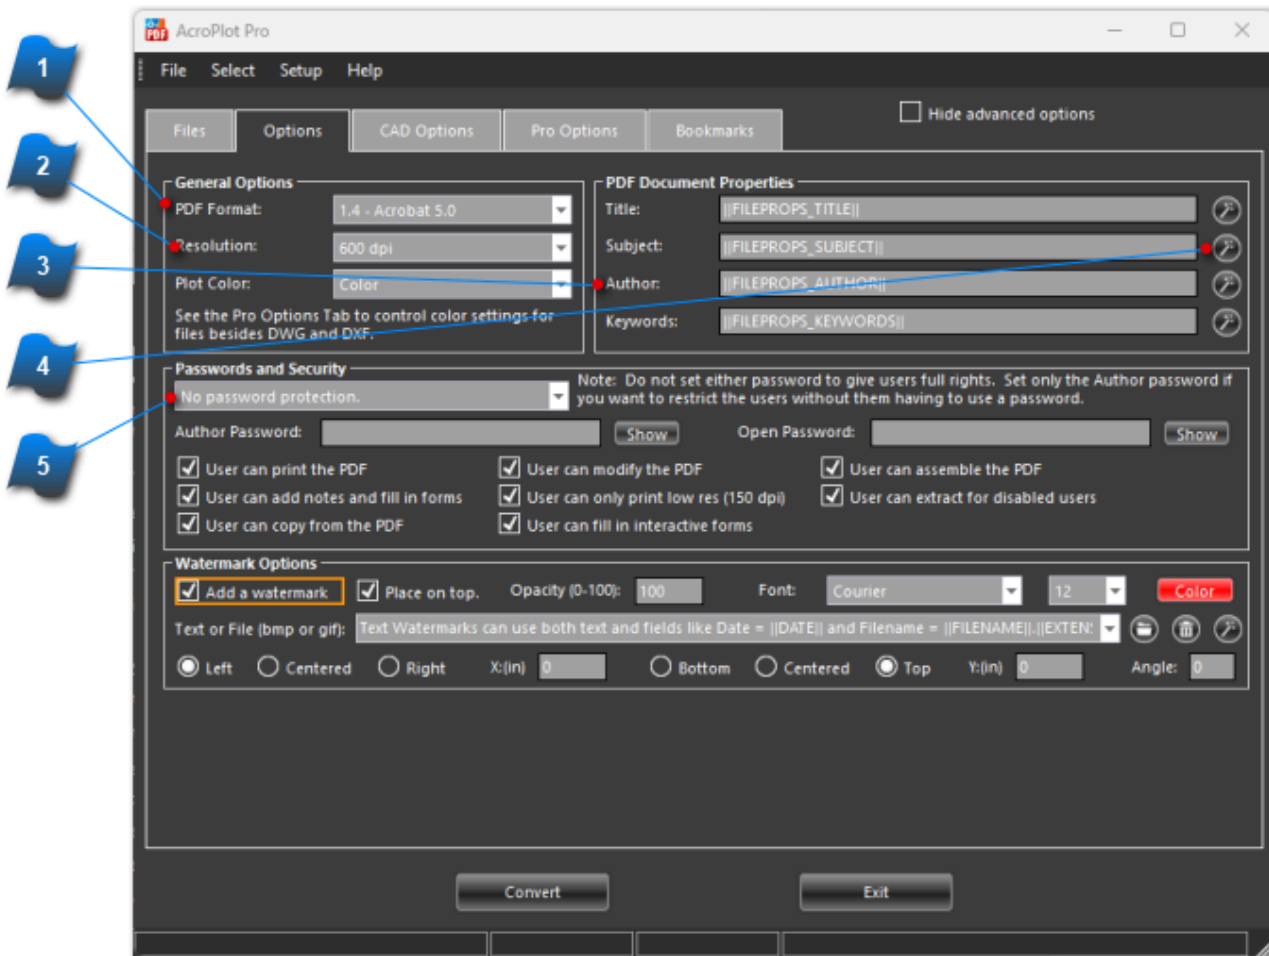 AcroPlot Pro
File Select Setup Help
Files Options CAD Options Pro Options Bookmarks
Hide advanced options
1
2
3
4
5
General Options
PDF Format: 1.4 - Acrobat 5.0
Resolution: 600 dpi
Plot Color: Color
See the Pro Options Tab to control color settings for
files besides DWG and DXF.
PDF Document Properties
Title: ||FILEPROPS_TITLE||
Subject: ||FILEPROPS_SUBJECT||
Author: ||FILEPROPS_AUTHOR||
Keywords: ||FILEPROPS_KEYWORDS||
Passwords and Security
No password protection.
Note: Do not set either password to give users full rights. Set only the Author password if
you want to restrict the users without them having to use a password.
Author Password: Show Open Password: Show
User can print the PDF User can modify the PDF User can assemble the PDF
User can add notes and fill in forms User can only print low res (150 dpi) User can extract for disabled users
User can copy from the PDF User can fill in interactive forms
Watermark Options
Add a watermark Place on top. Opacity (0-100): 100 Font: Courier 12 Color
Text or File (bmp or gif): Text Watermarks can use both text and fields like Date = ||DATE|| and Filename = ||FILENAME||.||EXTEN
Left Centered Right X:(in) 0 Bottom Centered Top Y:(in) 0 Angle: 0
Convert Exit